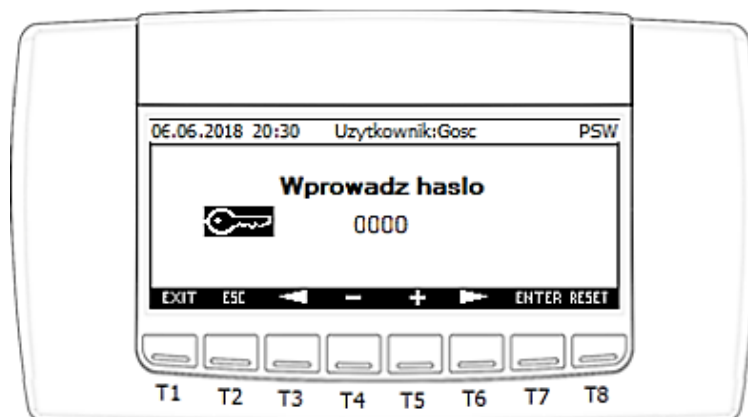 06.06.2018 20:30 Uzytkownik:Gosc PSW
Wprowadz haslo
0000
EXIT ESC − + ENTER RESET
T1 T2 T3 T4 T5 T6 T7 T8